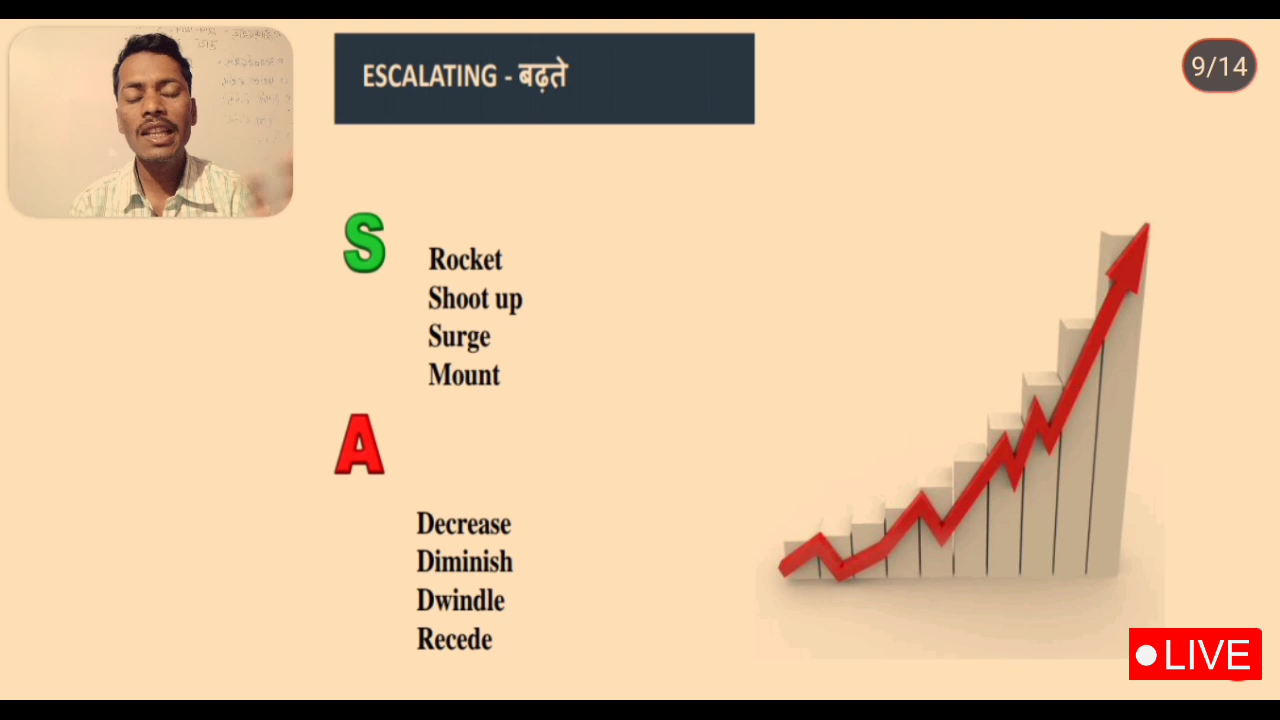 ESCALATING - बढ़ते
9/14
S
Rocket
Shoot up
Surge
Mount
A
Decrease
Diminish
Dwindle
Recede
LIVE